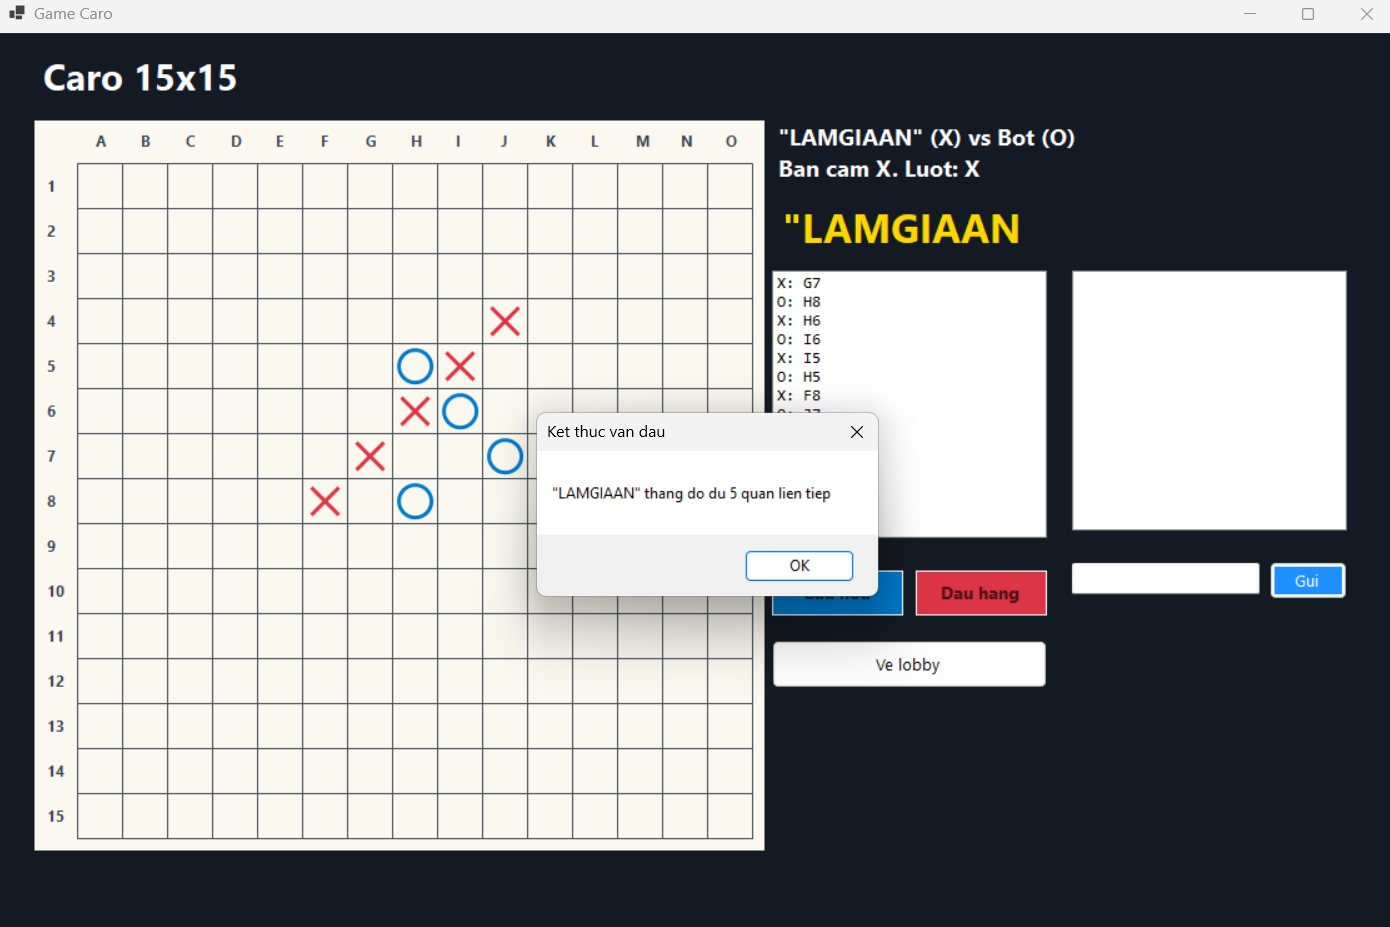 Game Caro
Caro 15x15
A B C D E F G H I J K L M N O
1
2
3
4
5
6
7
8
9
10
11
12
13
14
15
"LAMGIAAN" (X) vs Bot (O)
Ban cam X. Luot: X
"LAMGIAAN
X: G7
O: H8
X: H6
O: I6
X: I5
O: H5
X: F8
Ket thuc van dau
"LAMGIAAN" thang do du 5 quan lien tiep
OK
Dau hang
Gui
Ve lobby